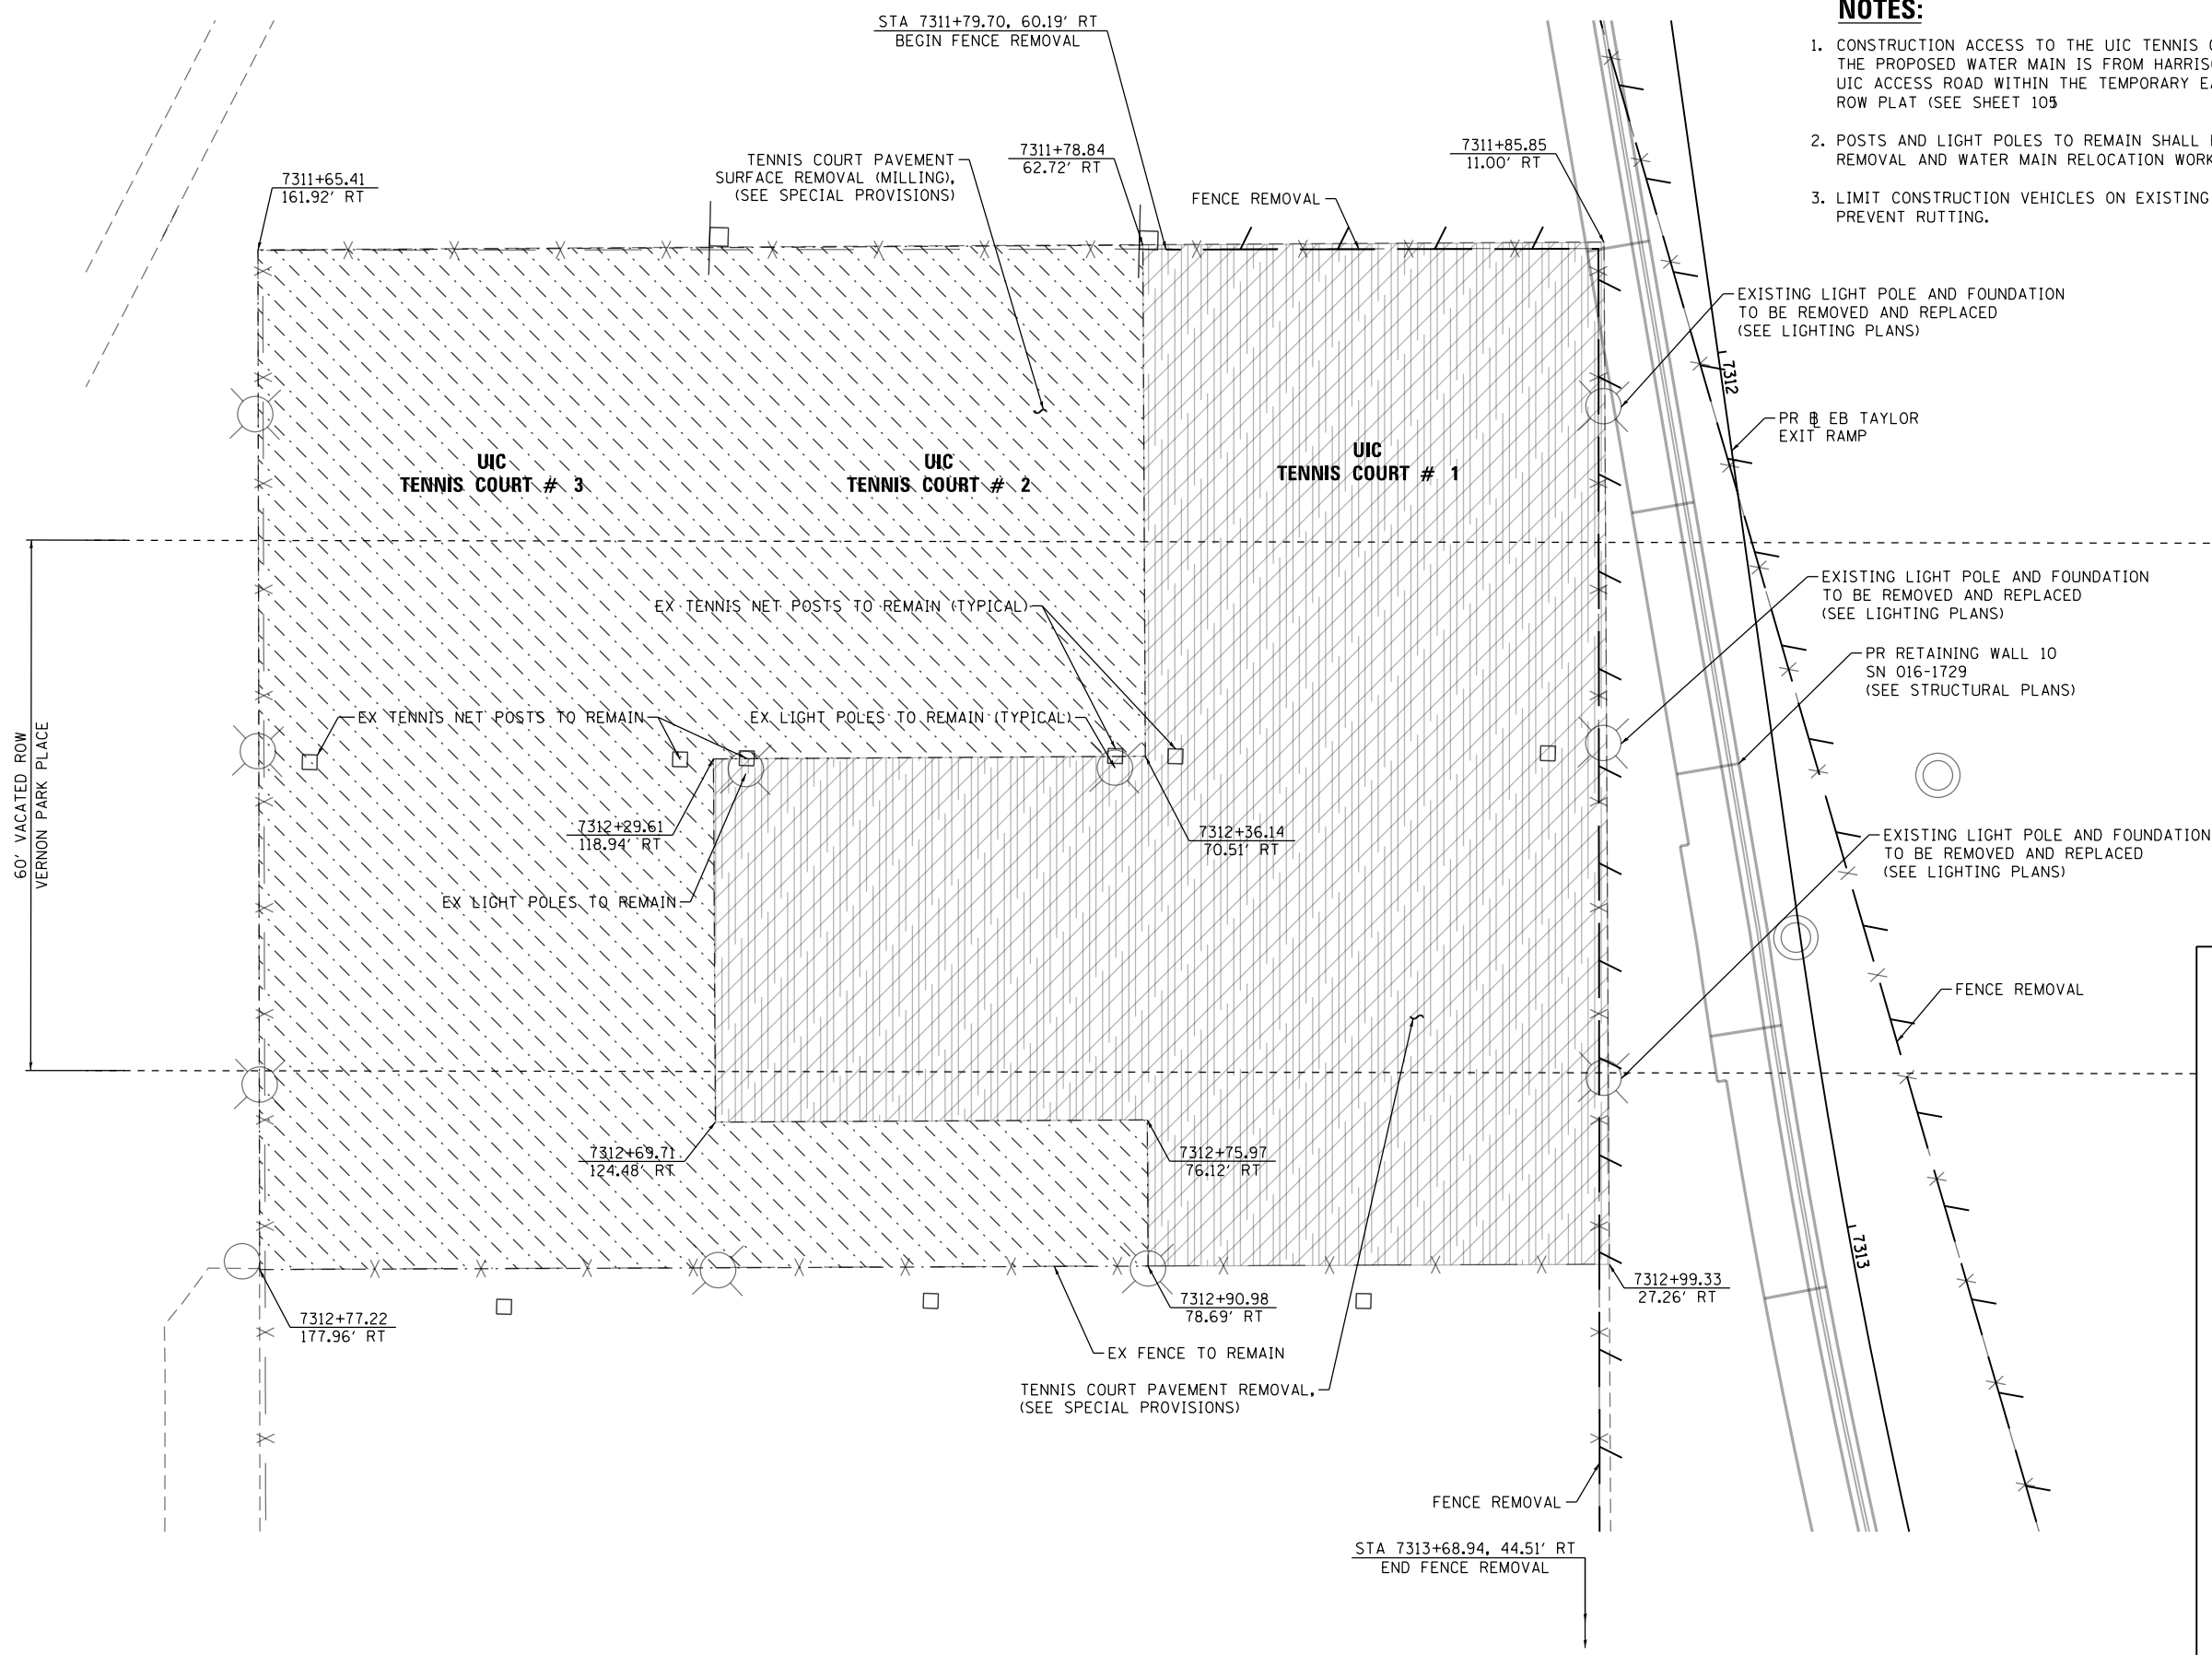 STA 7311+79.70, 60.19' RT
BEGIN FENCE REMOVAL
NOTES:
1. CONSTRUCTION ACCESS TO THE UIC TENNIS
THE PROPOSED WATER MAIN IS FROM
UIC ACCESS ROAD WITHIN THE TEMPORARY
ROW PLAT (SEE SHEET 105
2. POSTS AND LIGHT POLES TO REMAIN SHALL
REMOVAL AND WATER MAIN RELOCATION WORK
3. LIMIT CONSTRUCTION VEHICLES ON EXISTING
PREVENT RUTTING.
7311+65.41
161.92' RT
TENNIS COURT PAVEMENT
SURFACE REMOVAL (MILLING),
(SEE SPECIAL PROVISIONS)
7311+78.84
62.72' RT
FENCE REMOVAL
7311+85.85
11.00' RT
EXISTING LIGHT POLE AND FOUNDATION
TO BE REMOVED AND REPLACED
(SEE LIGHTING PLANS)
7312
PR BL EB TAYLOR
EXIT RAMP
UIC
TENNIS COURT # 3
UIC
TENNIS COURT # 2
UIC
TENNIS COURT # 1
EX TENNIS NET POSTS TO REMAIN (TYPICAL)
EXISTING LIGHT POLE AND FOUNDATION
TO BE REMOVED AND REPLACED
(SEE LIGHTING PLANS)
PR RETAINING WALL 10
SN 016-1729
(SEE STRUCTURAL PLANS)
EX TENNIS NET POSTS TO REMAIN
EX LIGHT POLES TO REMAIN (TYPICAL)
60' VACATED ROW
VERNON PARK PLACE
7312+29.61
118.94' RT
7312+36.14
70.51' RT
EXISTING LIGHT POLE AND FOUNDATION
TO BE REMOVED AND REPLACED
(SEE LIGHTING PLANS)
EX LIGHT POLES TO REMAIN
FENCE REMOVAL
7312+69.71
124.48' RT
7312+75.97
76.12' RT
7313
7312+99.33
27.26' RT
7312+77.22
177.96' RT
7312+90.98
78.69' RT
EX FENCE TO REMAIN
TENNIS COURT PAVEMENT REMOVAL,
(SEE SPECIAL PROVISIONS)
FENCE REMOVAL
STA 7313+68.94, 44.51' RT
END FENCE REMOVAL